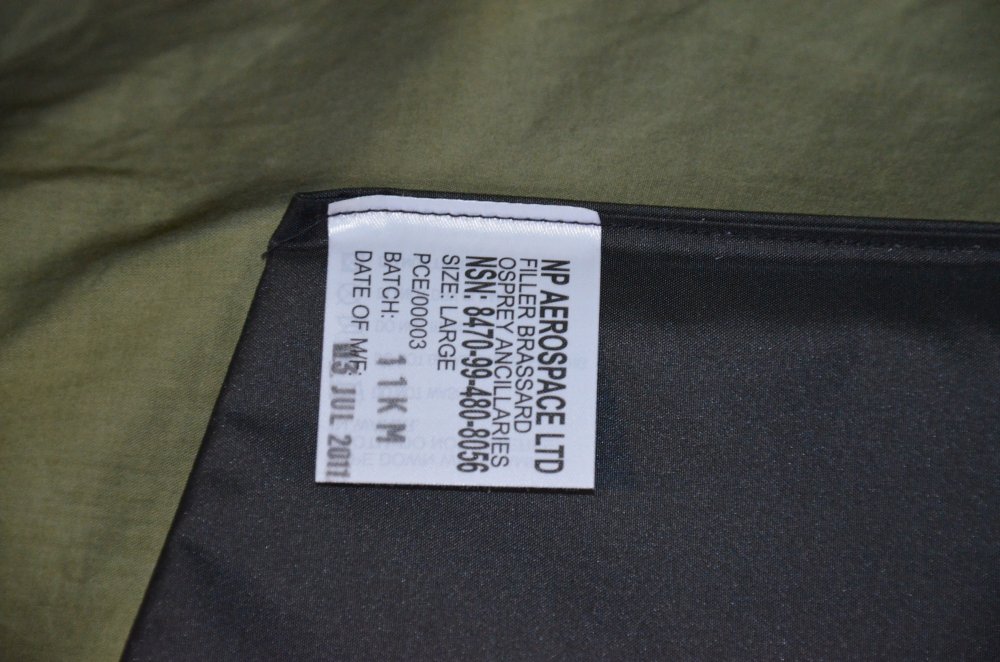 NP AEROSPACE LTD
FILLER BRASSARD
OSPREY ANCILLARIES
NSN: 8470-99-480-8056
SIZE: LARGE
PCE/00003
BATCH: 11KM
DATE OF M/F: 03 JUL 2011